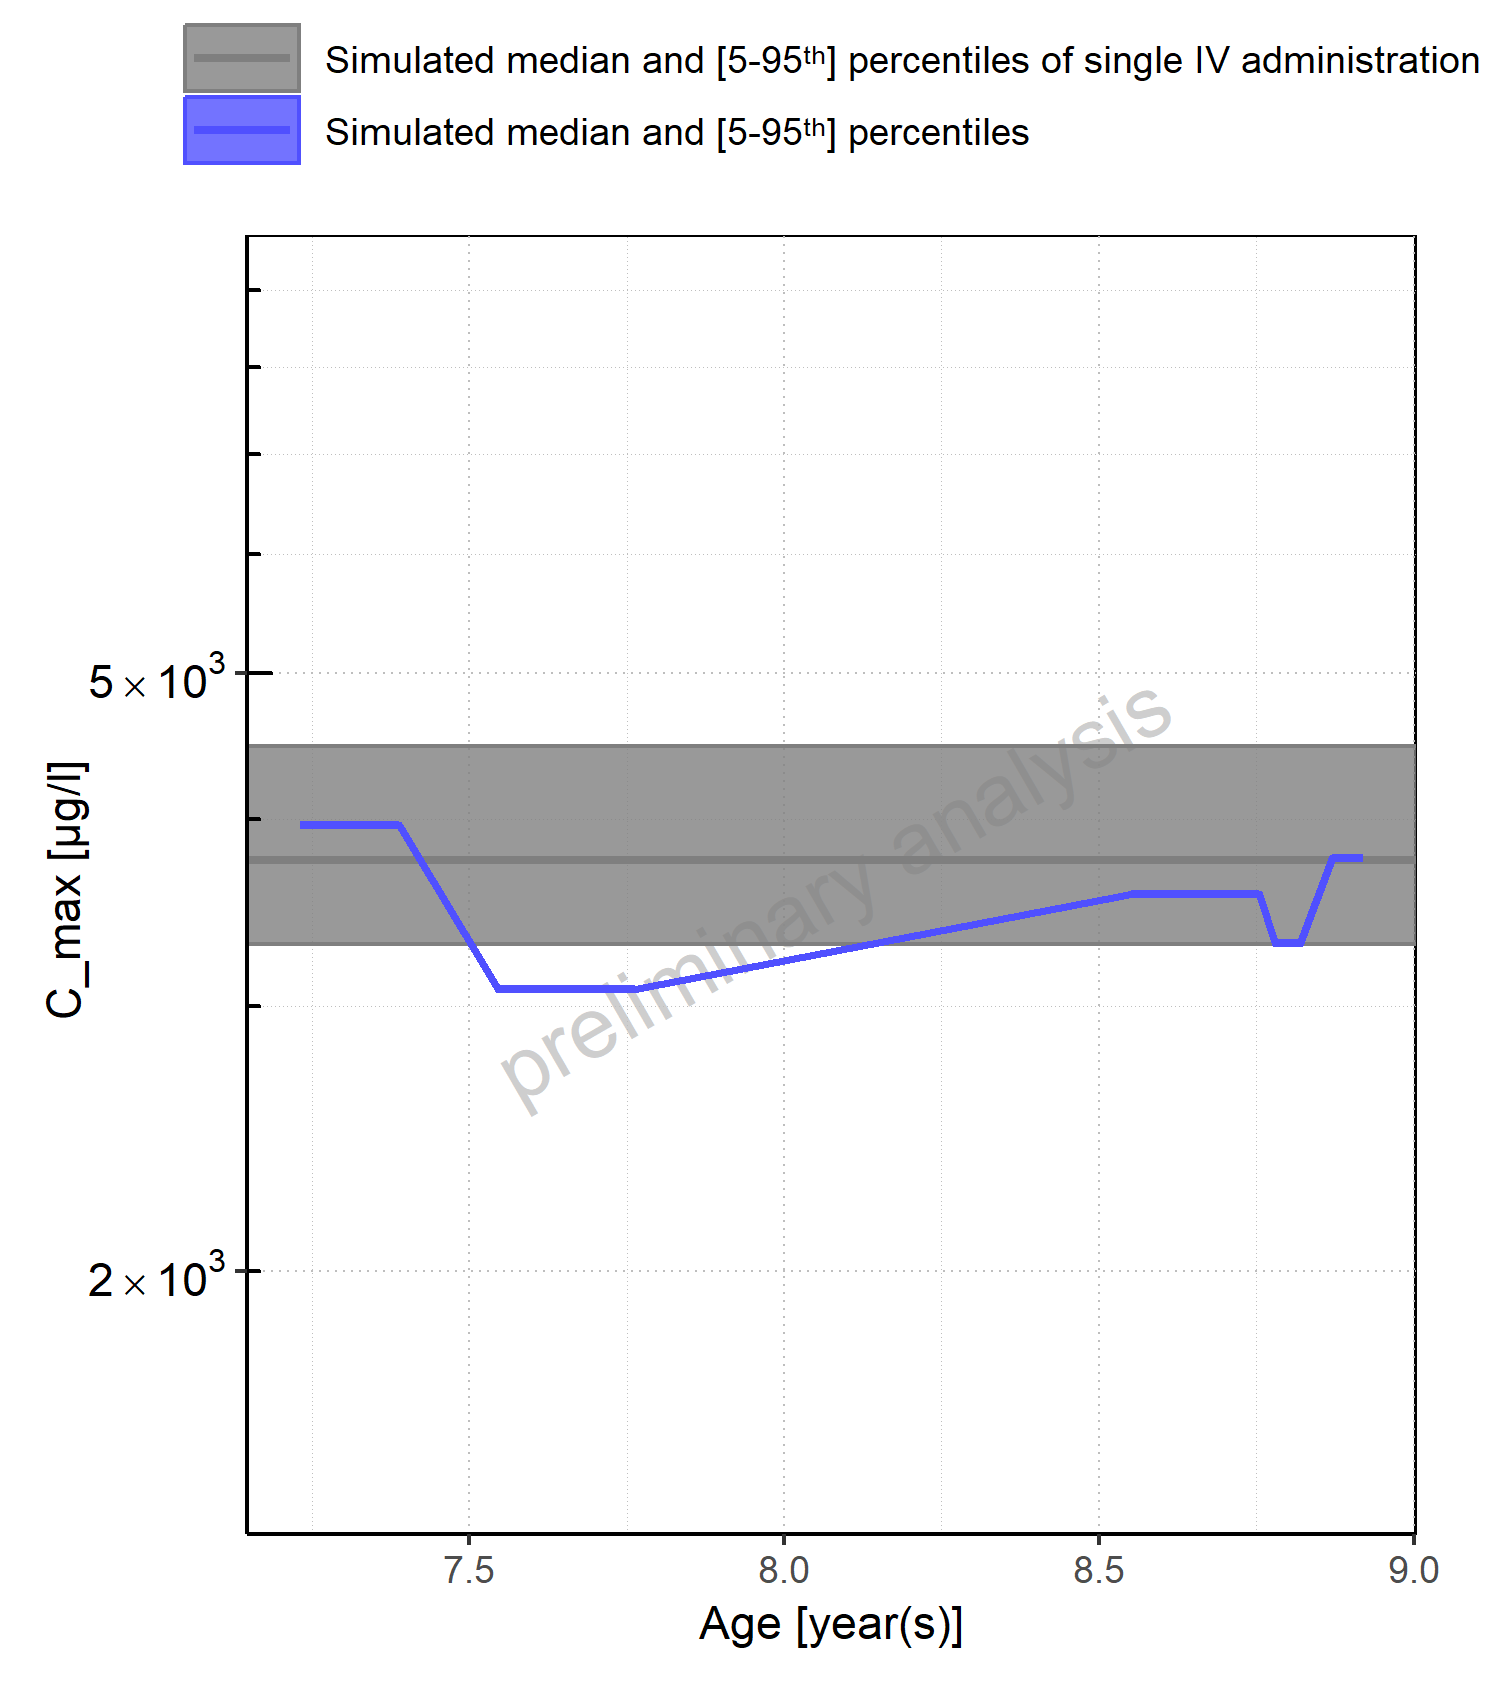 Simulated median and [5-95th] percentiles of single IV administration
Simulated median and [5-95th] percentiles
5 × 10³
2 × 10³
C_max [µg/l]
preliminary analysis
7.5 8.0 8.5 9.0
Age [year(s)]